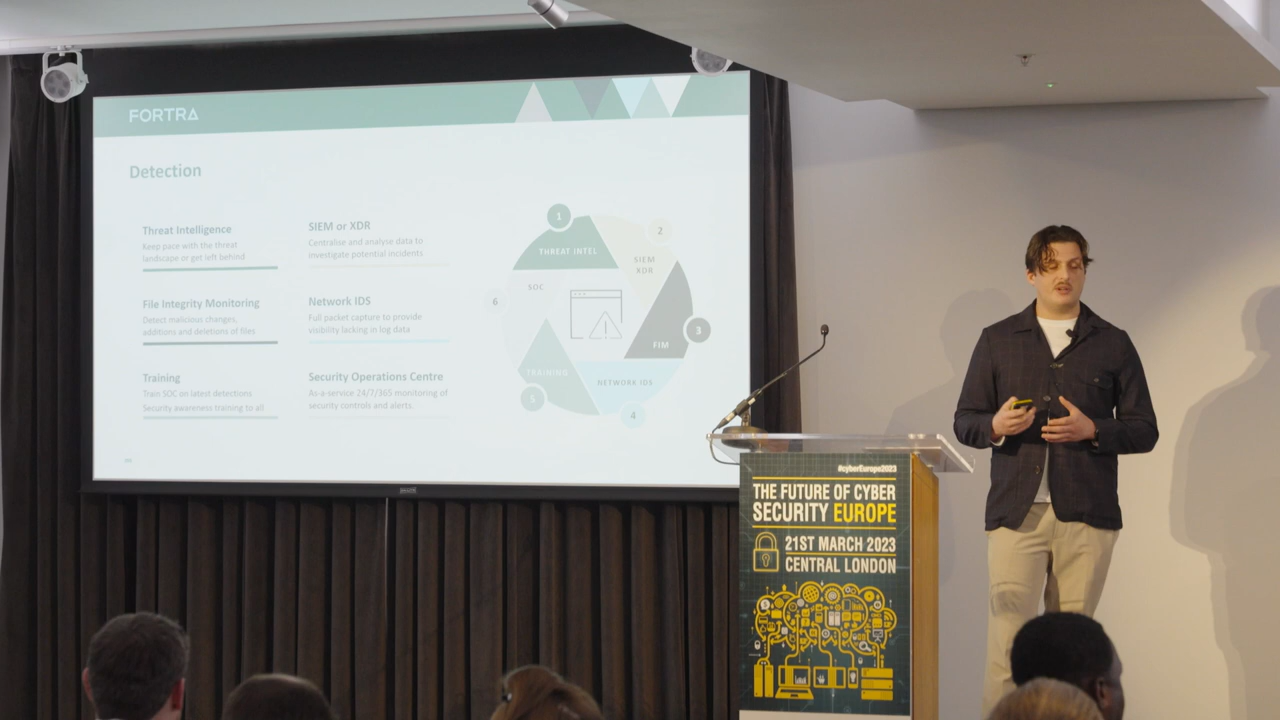 FORTRA
Detection
Threat Intelligence
Keep pace with the threat
landscape or get left behind
SIEM or XDR
Centralise and analyse data to
investigate potential incidents
File Integrity Monitoring
Detect malicious changes,
additions and deletions of files
Network IDS
Full packet capture to provide
visibility lacking in log data
Training
Train SOC on latest detections
Security awareness training to all
Security Operations Centre
As-a-service 24/7/365 monitoring of
security controls and alerts.
1
THREAT INTEL
2
SIEM
XDR
SOC
6
3
FIM
TRAINING
NETWORK IDS
5
4
#cyberEurope2023
THE FUTURE OF CYBER
SECURITY EUROPE
21ST MARCH 2023
CENTRAL LONDON